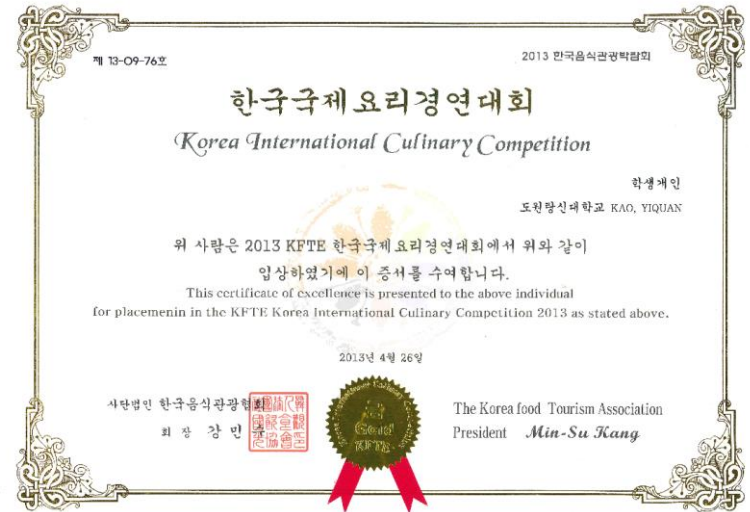 제 13-09-76호
2013 한국음식관광박람회
한국국제요리경연대회
Korea International Culinary Competition
학생개인
도원랑신대학교 KAO, YIQUAN
위 사람은 2013 KFTE 한국국제요리경연대회에서 위와 같이
입상하였기에 이 증서를 수여합니다.
This certificate of excellence is presented to the above individual
for placemenin in the KFTE Korea International Culinary Competition 2013 as stated above.
2013년 4월 26일
사단법인 한국음식관광협회
회 장 강 민
Gold
KFTE
The Korea food Tourism Association
President Min-Su Kang